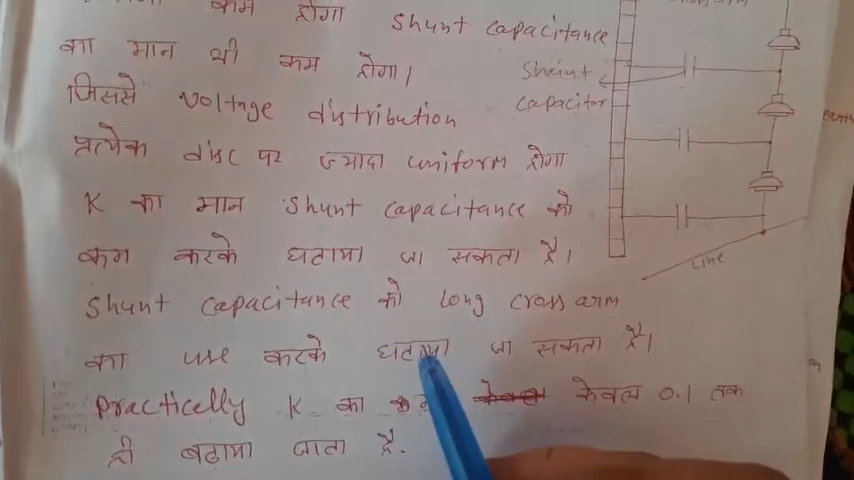 कम होगा shunt capacitance
का मान भी कम होगा।
जिससे voltage distribution
प्रत्येक disc पर ज्यादा uniform होगा
K का मान shunt capacitance को
कम करके घटाया जा सकता है।
shunt capacitance को long cross arm
का use करके घटाया जा सकता है।
practically K का केवल 0.1 तक
ही बढ़ाया जाता है.
shunt
capacitor
Line